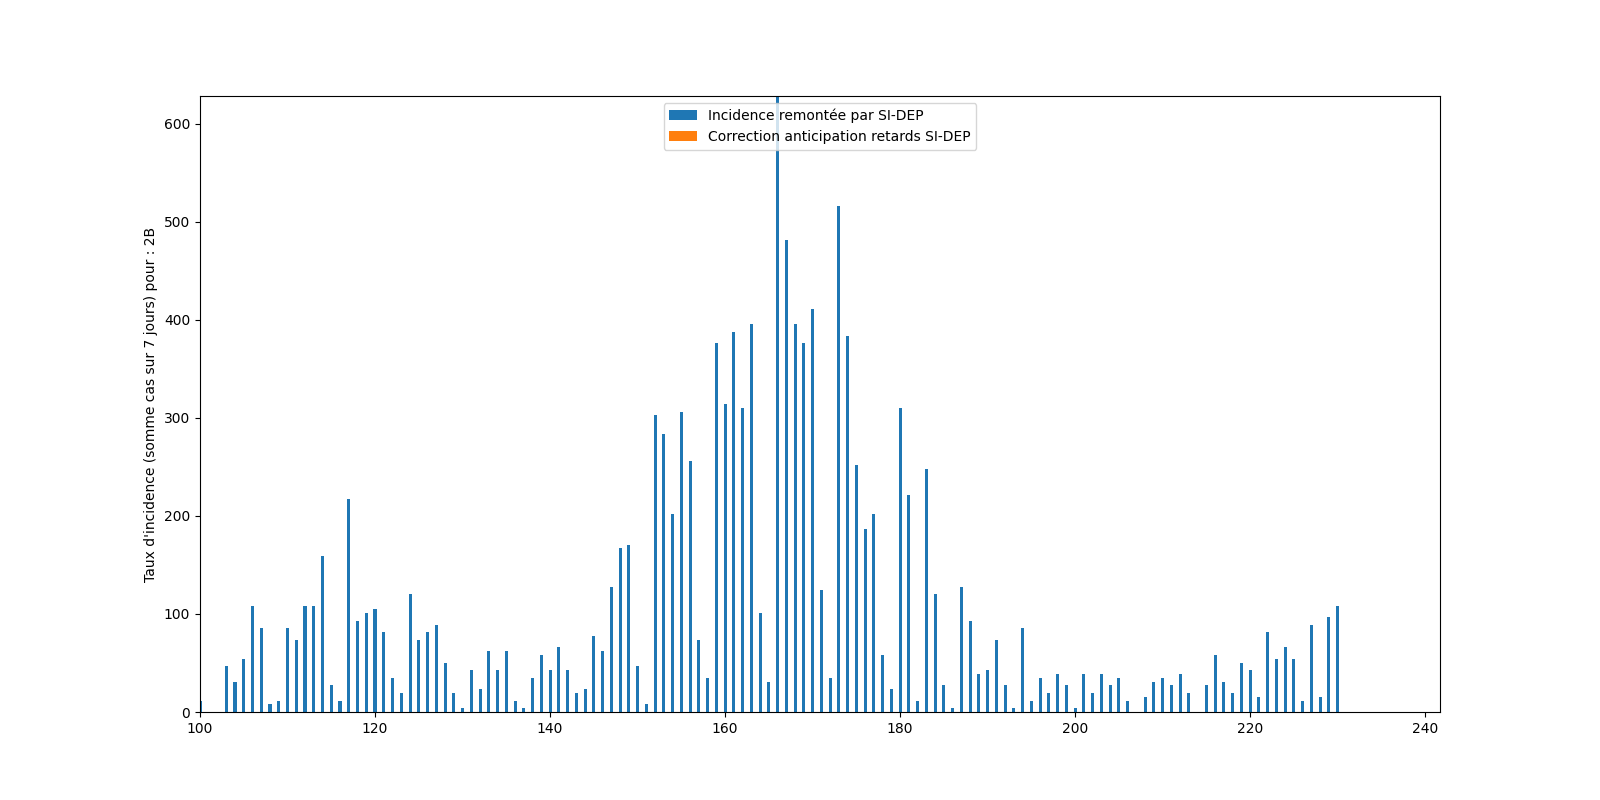 Incidence remontée par SI-DEP
Correction anticipation retards SI-DEP
Taux d'incidence (somme cas sur 7 jours) pour : 2B
600
500
400
300
200
100
0
100 120 140 160 180 200 220 240